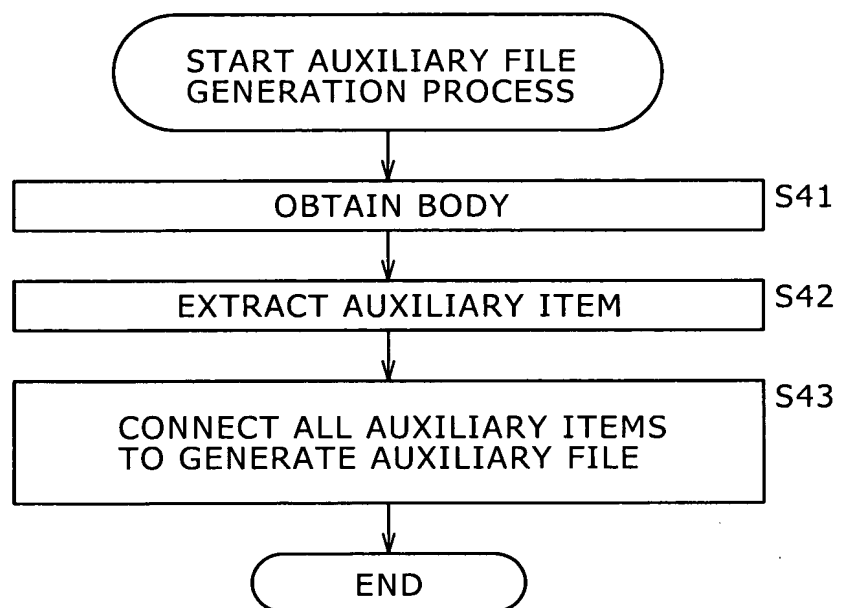 START AUXILIARY FILE
GENERATION PROCESS
OBTAIN BODY
S41
EXTRACT AUXILIARY ITEM
S42
CONNECT ALL AUXILIARY ITEMS
TO GENERATE AUXILIARY FILE
S43
END